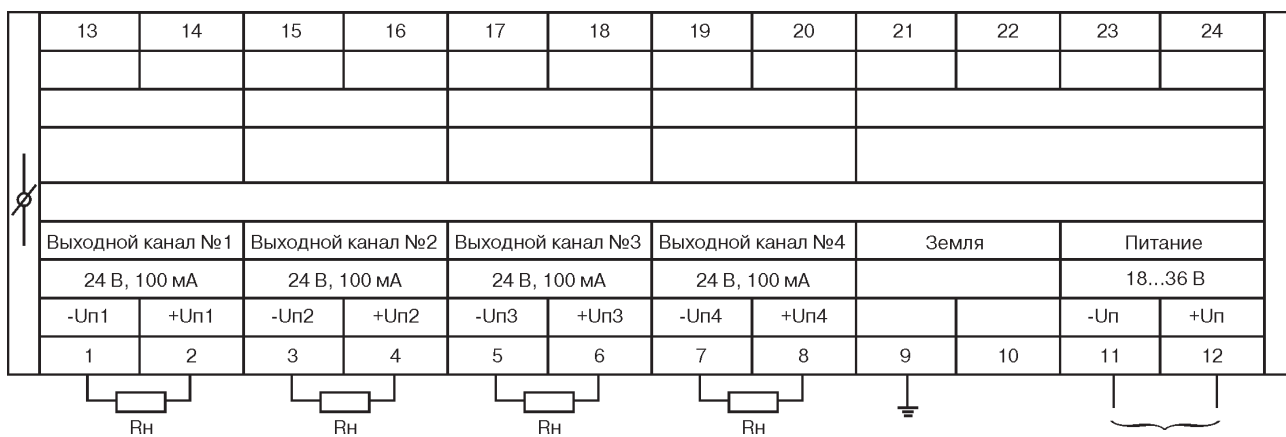 13 14 15 16 17 18 19 20 21 22 23 24
Выходной канал №1 Выходной канал №2 Выходной канал №3 Выходной канал №4 Земля Питание
24 В, 100 мА 24 В, 100 мА 24 В, 100 мА 24 В, 100 мА 18...36 В
-Uп1 +Uп1 -Uп2 +Uп2 -Uп3 +Uп3 -Uп4 +Uп4 -Uп +Uп
1 2 3 4 5 6 7 8 9 10 11 12
Rн Rн Rн Rн